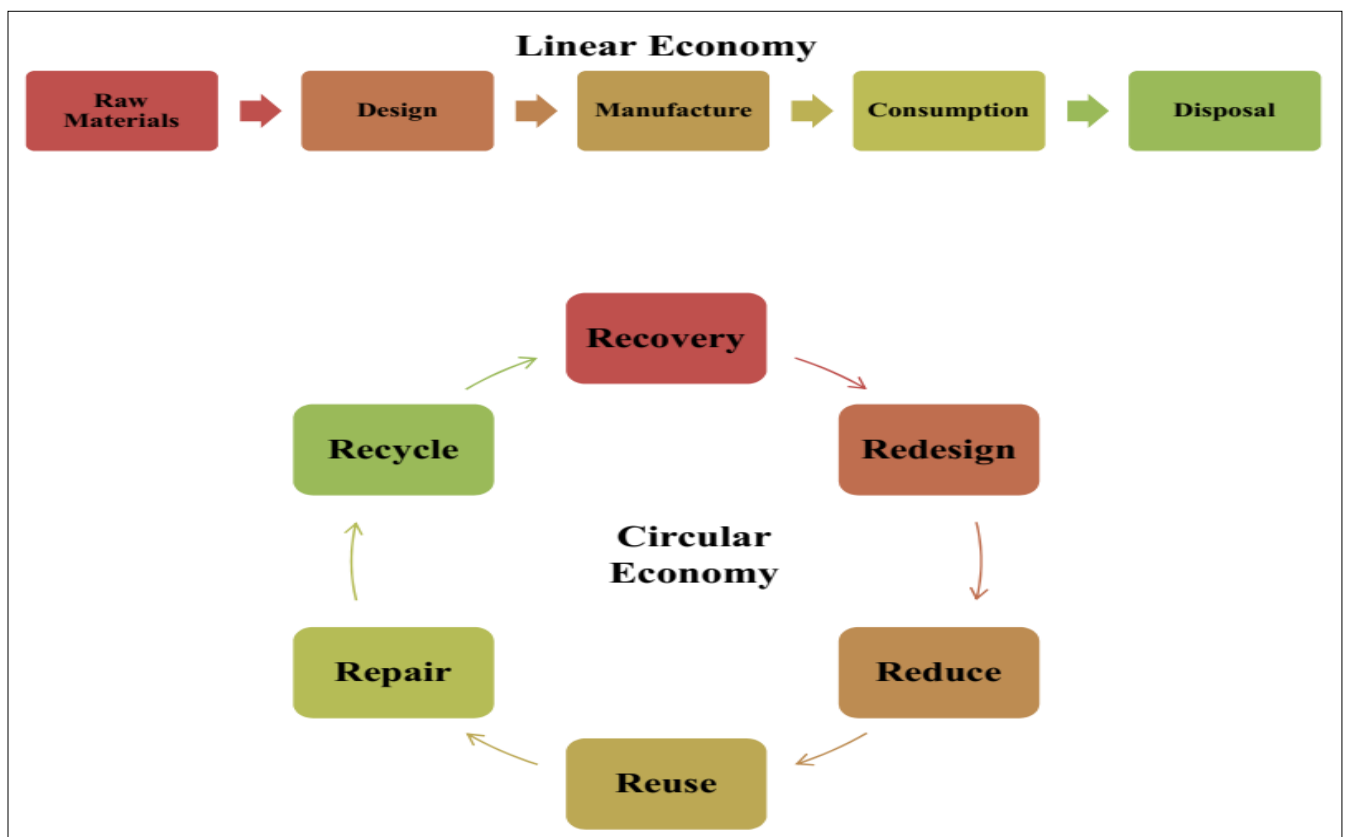 Linear Economy
Raw
Materials
Design
Manufacture
Consumption
Disposal
Recovery
Redesign
Reduce
Reuse
Repair
Recycle
Circular
Economy